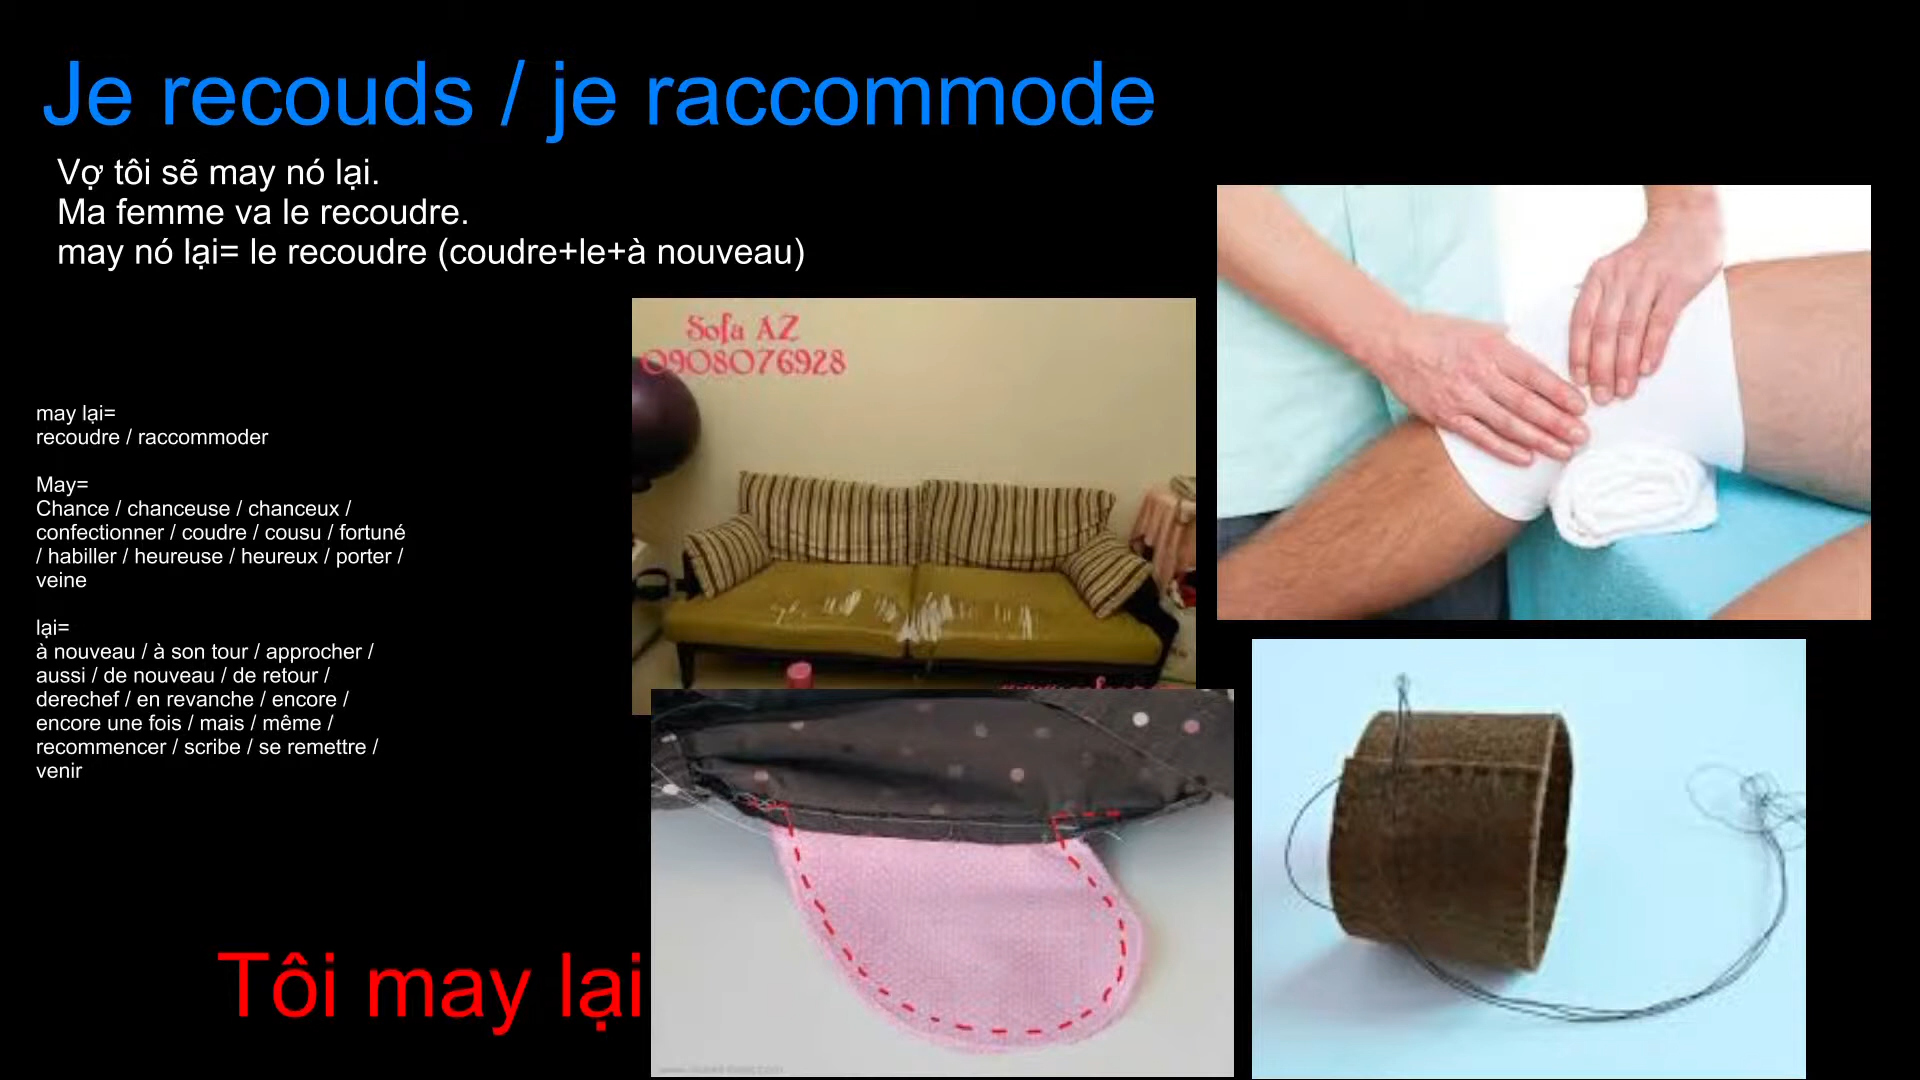 Je recouds / je raccommode
Vợ tôi sẽ may nó lại.
Ma femme va le recoudre.
may nó lại= le recoudre (coudre+le+à nouveau)
Sofa AZ
0908076928
may lại=
recoudre / raccommoder
May=
Chance / chanceuse / chanceux /
confectionner / coudre / cousu / fortuné
/ habiller / heureuse / heureux / porter /
veine
lại=
à nouveau / à son tour / approcher /
aussi / de nouveau / de retour /
derechef / en revanche / encore /
encore une fois / mais / même /
recommencer / scribe / se remettre /
venir
Tôi may lại